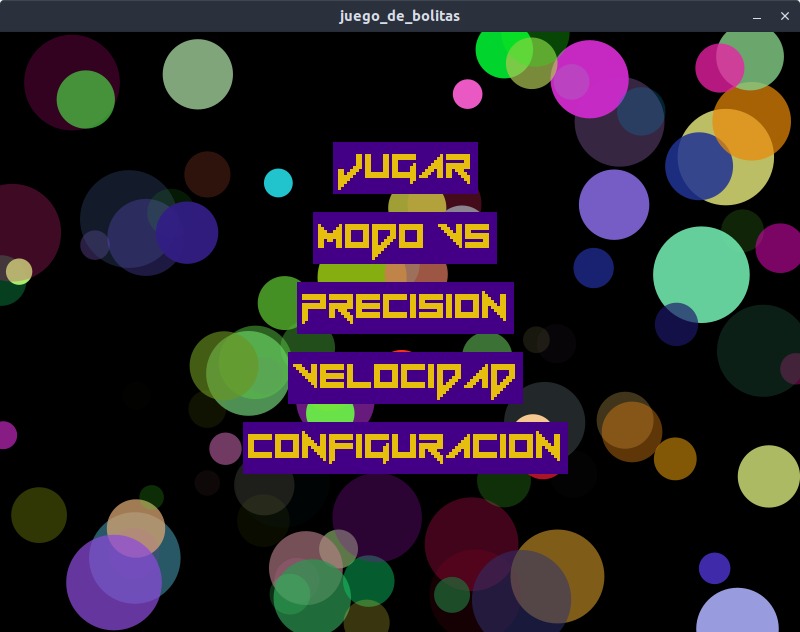 juego_de_bolitas
JUGAR
MODO VS
PRECISION
VELOCIDAD
CONFIGURACION